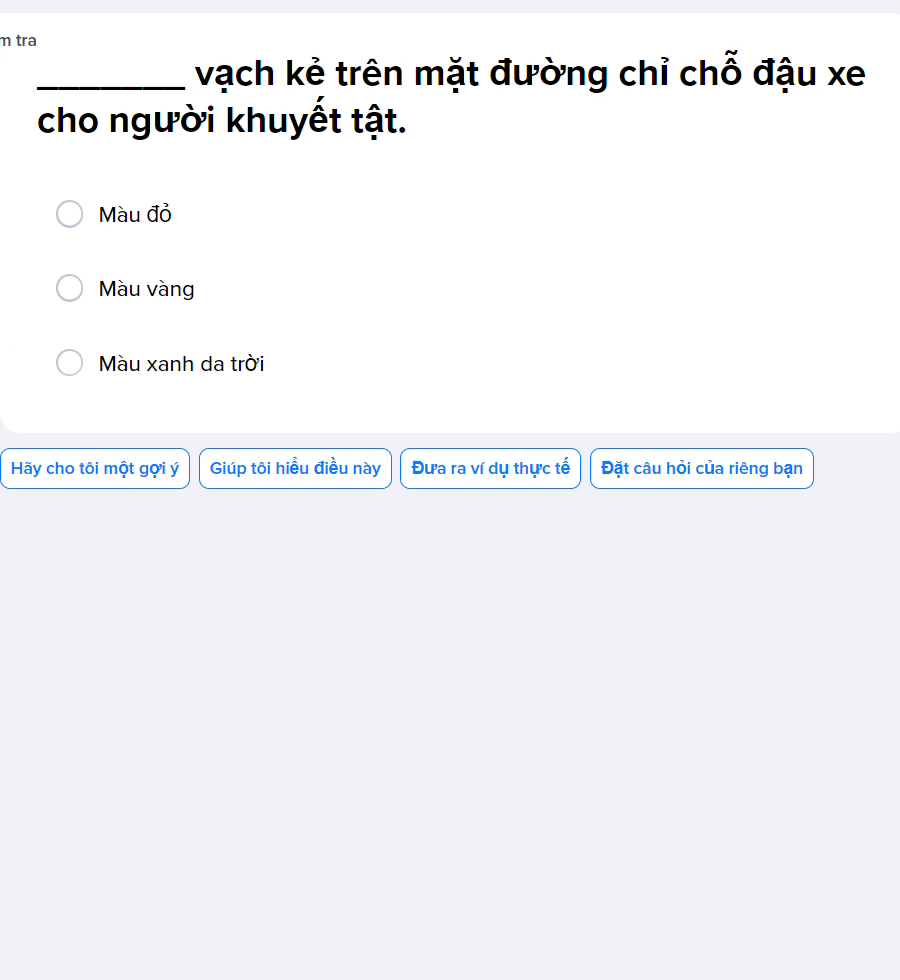 m tra
________ vạch kẻ trên mặt đường chỉ chỗ đậu xe
cho người khuyết tật.
Màu đỏ
Màu vàng
Màu xanh da trời
Hãy cho tôi một gợi ý
Giúp tôi hiểu điều này
Đưa ra ví dụ thực tế
Đặt câu hỏi của riêng bạn